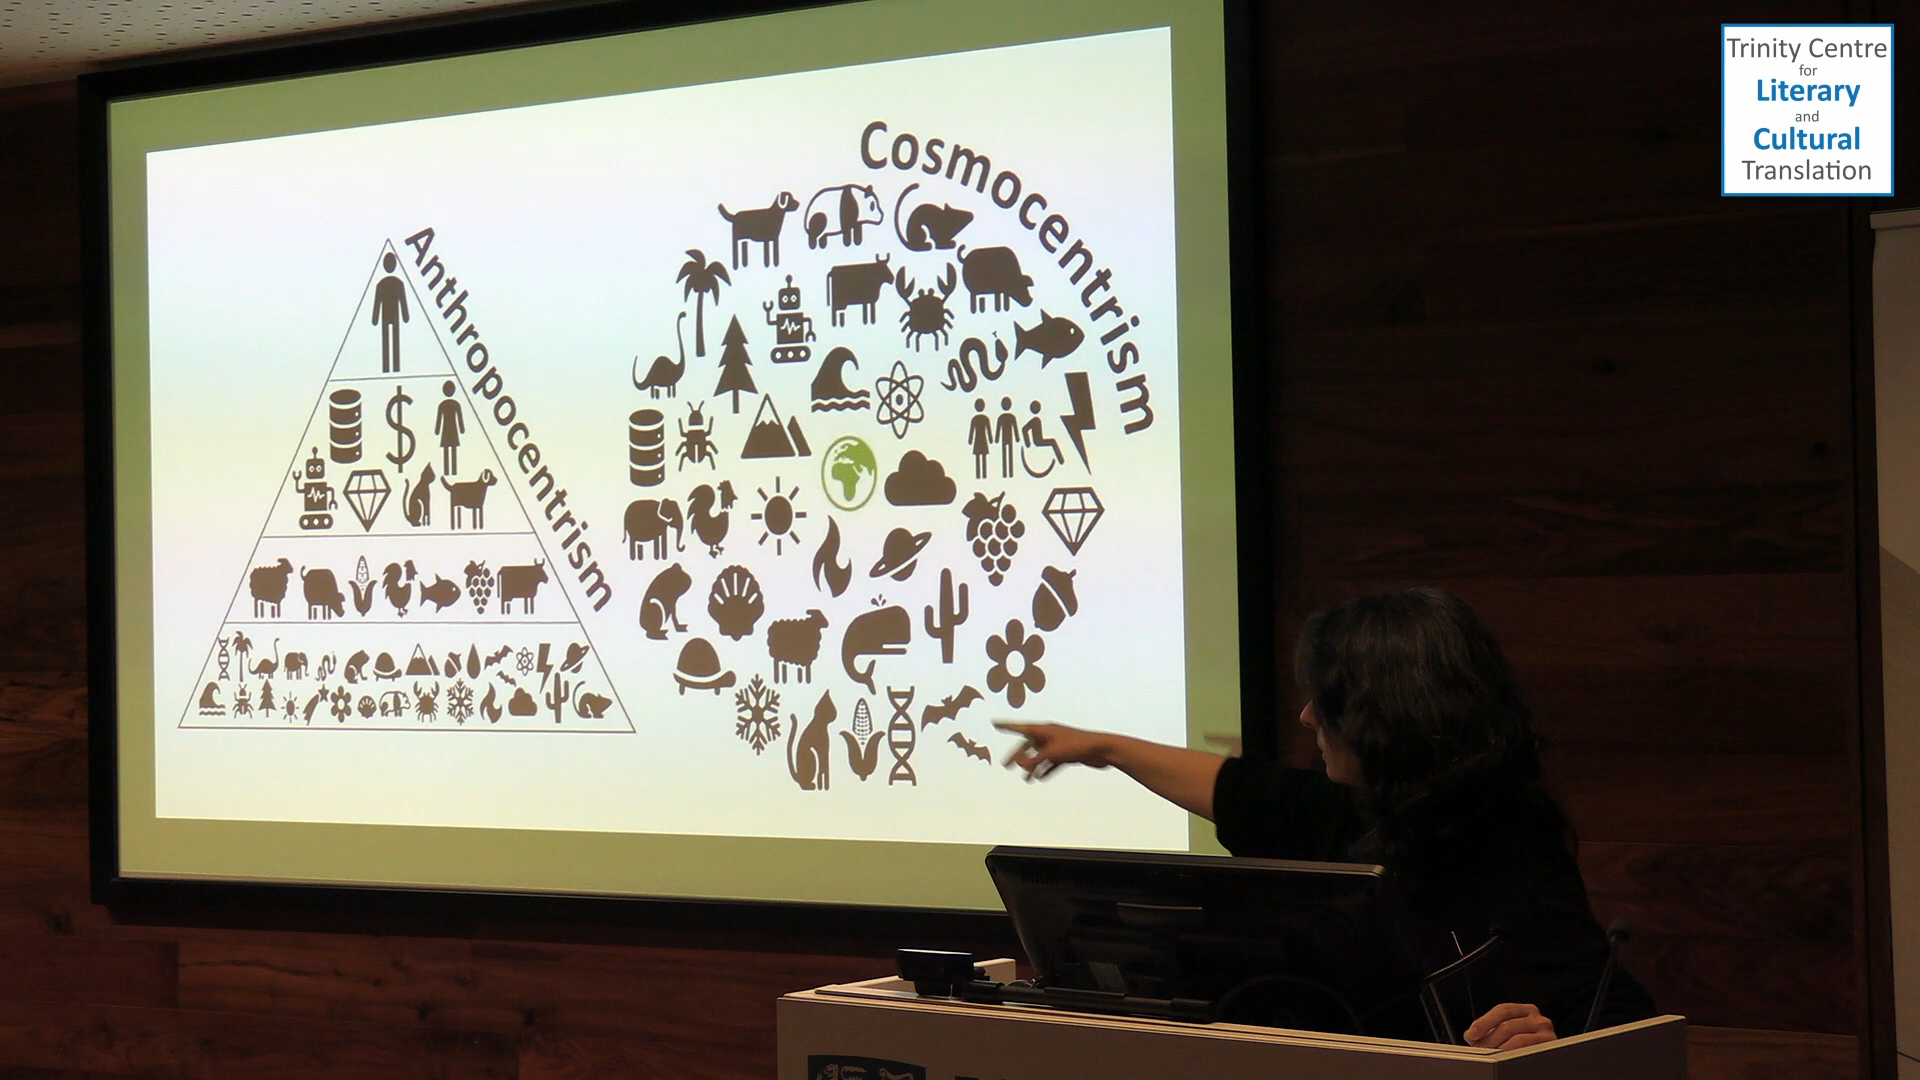 Anthropocentrism
$
Cosmocentrism
Trinity Centre
for
Literary
and
Cultural
Translation